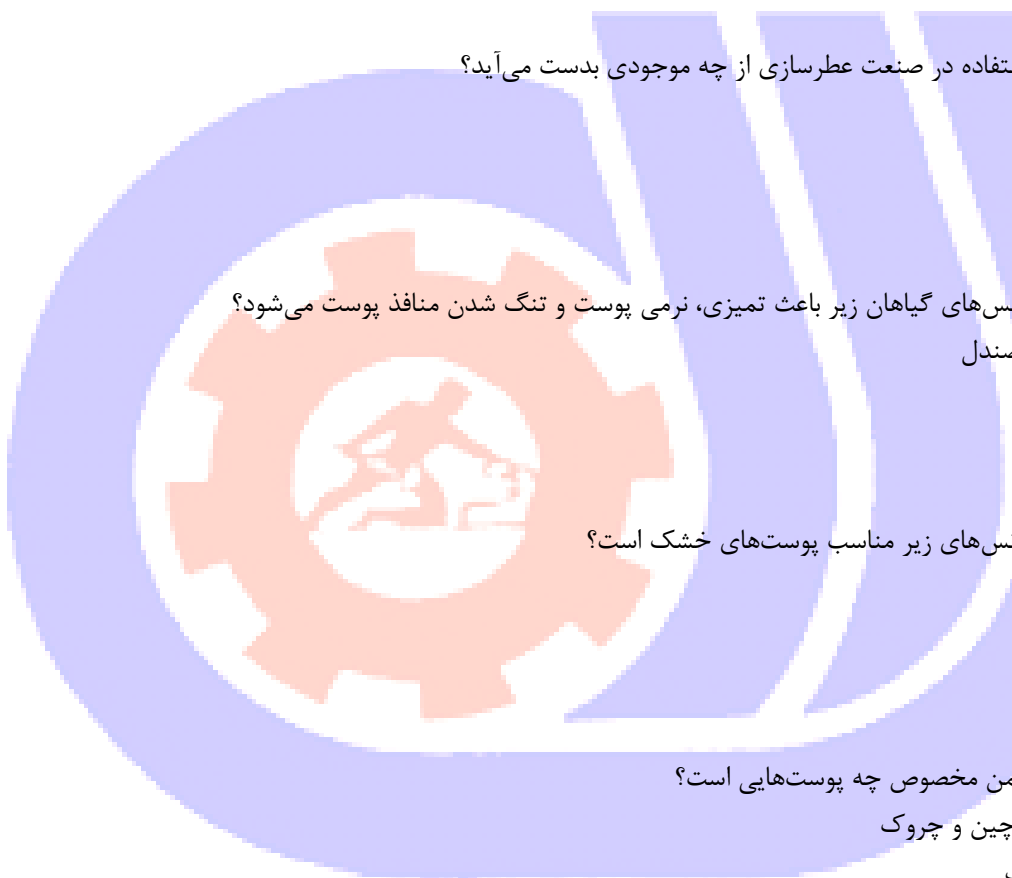 استفاده در صنعت عطرسازی از چه موجودی بدست می‌آید؟
س‌های گیاهان زیر باعث تمیزی، نرمی پوست و تنگ شدن منافذ پوست می‌شود؟
صندل
س‌های زیر مناسب پوست‌های خشک است؟
من مخصوص چه پوست‌هایی است؟
چین و چروک